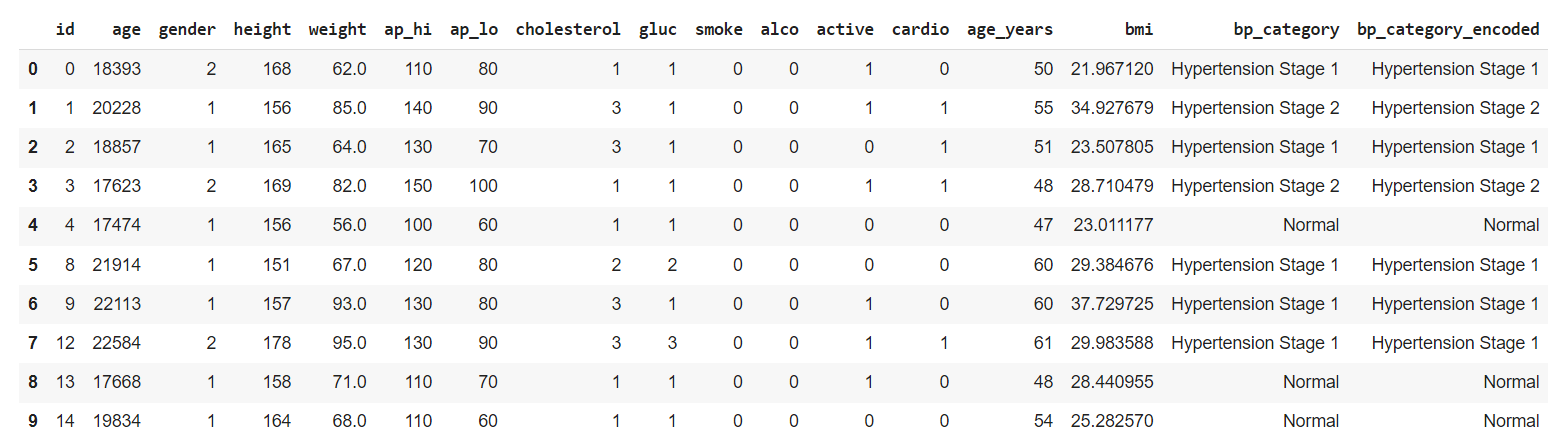 id age gender height weight ap_hi ap_lo cholesterol gluc smoke alco active cardio age_years bmi bp_category bp_category_encoded
0 0 18393 2 168 62.0 110 80 1 1 0 0 1 0 50 21.967120 Hypertension Stage 1 Hypertension Stage 1
1 1 20228 1 156 85.0 140 90 3 1 0 0 1 1 55 34.927679 Hypertension Stage 2 Hypertension Stage 2
2 2 18857 1 165 64.0 130 70 3 1 0 0 0 1 51 23.507805 Hypertension Stage 1 Hypertension Stage 1
3 3 17623 2 169 82.0 150 100 1 1 0 0 1 1 48 28.710479 Hypertension Stage 2 Hypertension Stage 2
4 4 17474 1 156 56.0 100 60 1 1 0 0 0 0 47 23.011177 Normal Normal
5 8 21914 1 151 67.0 120 80 2 2 0 0 0 0 60 29.384676 Hypertension Stage 1 Hypertension Stage 1
6 9 22113 1 157 93.0 130 80 3 1 0 0 1 0 60 37.729725 Hypertension Stage 1 Hypertension Stage 1
7 12 22584 2 178 95.0 130 90 3 3 0 0 1 1 61 29.983588 Hypertension Stage 1 Hypertension Stage 1
8 13 17668 1 158 71.0 110 70 1 1 0 0 1 0 48 28.440955 Normal Normal
9 14 19834 1 164 68.0 110 60 1 1 0 0 0 0 54 25.282570 Normal Normal